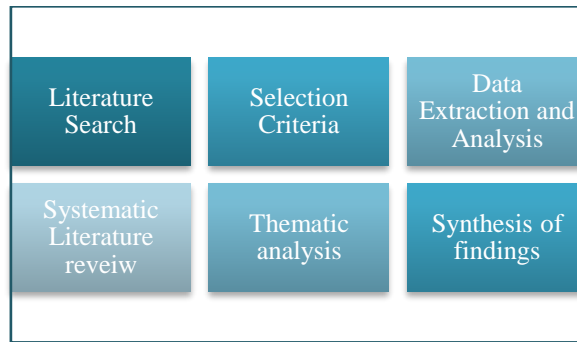 Literature
Search
Selection
Criteria
Data
Extraction and
Analysis
Systematic
Literature
reveiw
Thematic
analysis
Synthesis of
findings